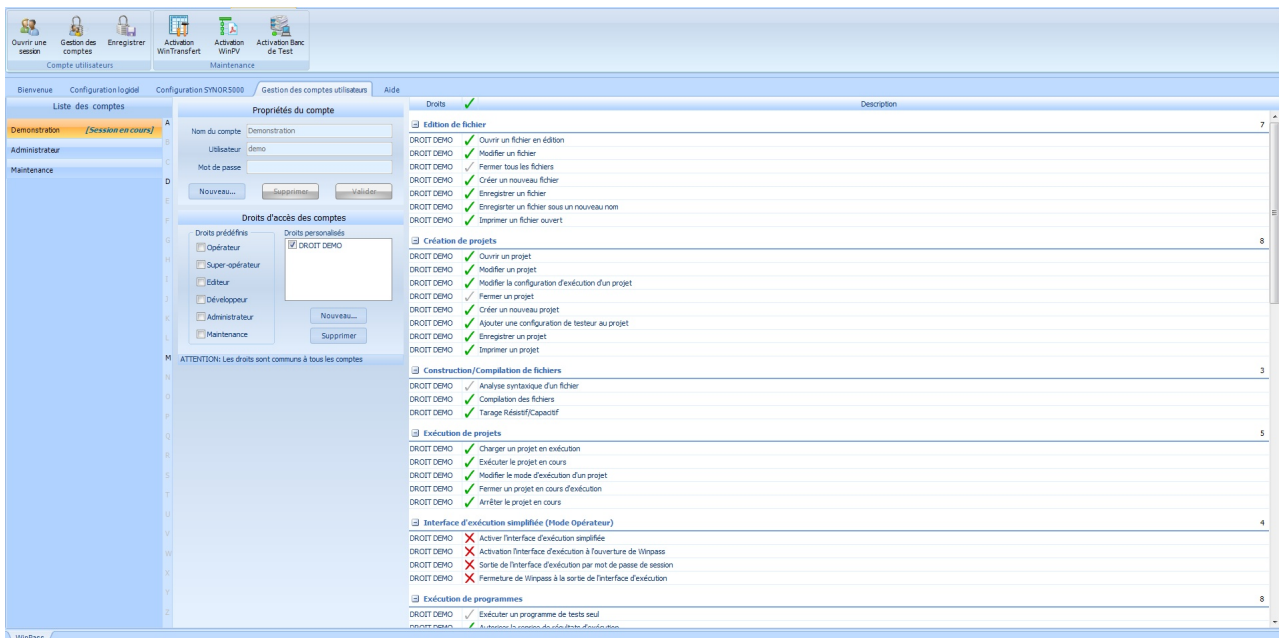 Ouvrir une session
Gestion des comptes
Enregistrer
Activation WinTransfert
Activation WinPV
Activation Banc de Test
Compte utilisateurs
Maintenance
Bienvenue
Configuration logiciel
Configuration SYNOR5000
Gestion des comptes utilisateurs
Aide
Liste des comptes
Demonstration [Session en cours]
Administrateur
Maintenance
A
B
C
D
E
F
G
H
I
J
K
L
M
N
O
P
Q
R
S
T
U
V
W
X
Y
Z
Propriétés du compte
Nom du compte Demonstration
Utilisateur demo
Mot de passe
Nouveau... Supprimer Valider
Droits d'accès des comptes
Droits prédéfinis
Opérateur
Super-opérateur
Editeur
Développeur
Administrateur
Maintenance
Droits personalisés
DROIT DEMO
Nouveau...
Supprimer
ATTENTION: Les droits sont communs à tous les comptes
Droits Description
Edition de fichier 7
DROIT DEMO Ouvrir un fichier en édition
DROIT DEMO Modifier un fichier
DROIT DEMO Fermer tous les fichiers
DROIT DEMO Créer un nouveau fichier
DROIT DEMO Enregistrer un fichier
DROIT DEMO Enregisrter un fichier sous un nouveau nom
DROIT DEMO Imprimer un fichier ouvert
Création de projets 8
DROIT DEMO Ouvrir un projet
DROIT DEMO Modifier un projet
DROIT DEMO Modifier la configuration d'exécution d'un projet
DROIT DEMO Fermer un projet
DROIT DEMO Créer un nouveau projet
DROIT DEMO Ajouter une configuration de testeur au projet
DROIT DEMO Enregistrer un projet
DROIT DEMO Imprimer un projet
Construction/Compilation de fichiers 3
DROIT DEMO Analyse syntaxique d'un fichier
DROIT DEMO Compilation des fichiers
DROIT DEMO Tarage Résistif/Capacitif
Exécution de projets 5
DROIT DEMO Charger un projet en exécution
DROIT DEMO Exécuter le projet en cours
DROIT DEMO Modifier le mode d'exécution d'un projet
DROIT DEMO Fermer un projet en cours d'exécution
DROIT DEMO Arrêter le projet en cours
Interface d'exécution simplifiée (Mode Opérateur) 4
DROIT DEMO Activer l'interface d'exécution simplifiée
DROIT DEMO Activation l'interface d'exécution à l'ouverture de Winpass
DROIT DEMO Sortie de l'interface d'exécution par mot de passe de session
DROIT DEMO Fermeture de Winpass à la sortie de l'interface d'exécution
Exécution de programmes 8
DROIT DEMO Exécuter un programme de tests seul
DROIT DEMO Autoriser la reprise de résultats d'exécution
WinPass